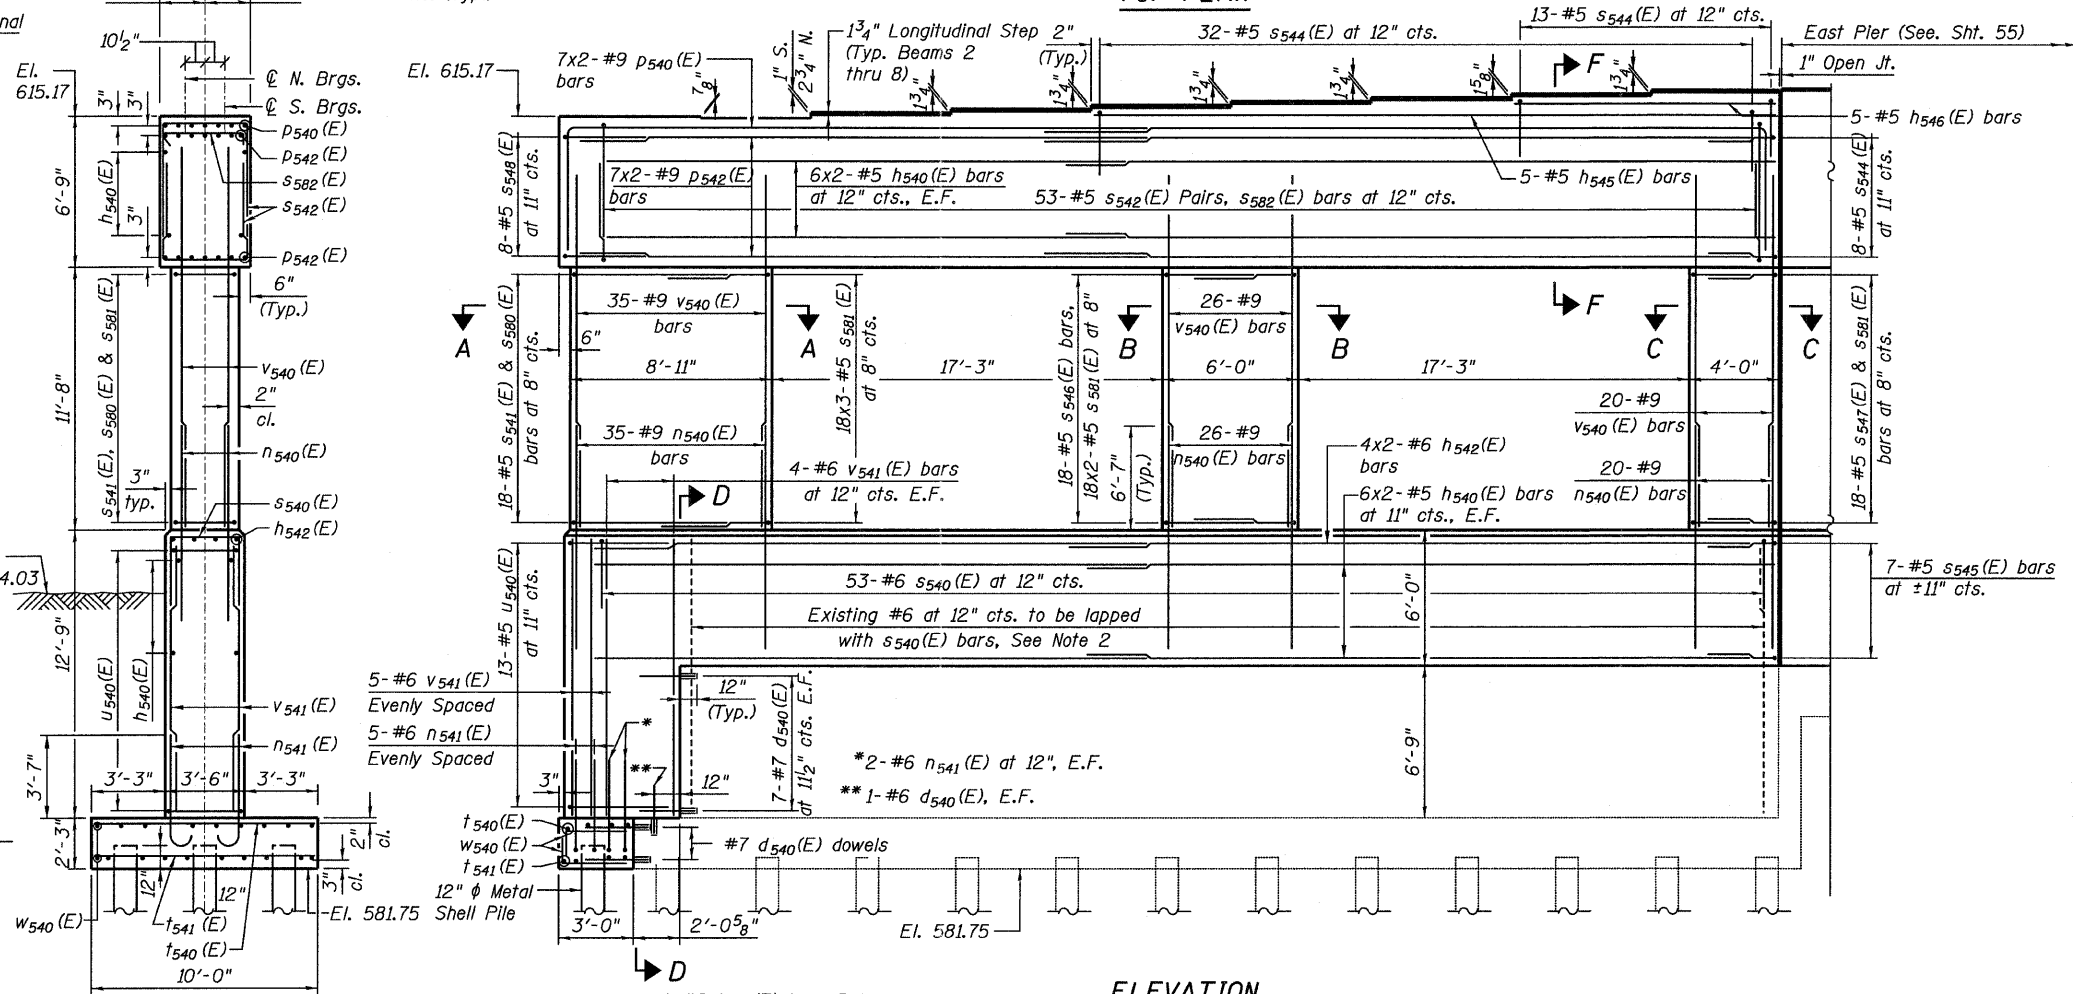 nal
10½"
El.
615.17
3"
3"
℄ N. Brgs.
℄ S. Brgs.
p540(E)
p542(E)
s582(E)
s542(E)
p542(E)
h540(E)
3"
6'-9"
6"
(Typ.)
s541(E), s580(E) & s581(E)
11'-8"
v540(E)
2"
cl.
n540(E)
3"
typ.
s540(E)
h542(E)
4.03
12'-9"
u540(E)
h540(E)
v541(E)
n541(E)
3'-7"
3'-3"
3'-6"
3'-3"
2'-3"
2"
cl.
12"
12"
3"
cl.
El. 581.75
w540(E)
t541(E)
t540(E)
10'-0"
El. 615.17
7x2-#9 p540(E)
bars
7/8"
1" S.
2¾" N.
1¾" Longitudinal Step
(Typ. Beams 2
thru 8)
2"
(Typ.)
32-#5 s544(E) at 12" cts.
13-#5 s544(E) at 12" cts.
East Pier (See. Sht. 55)
1" Open Jt.
1¾"
1¾"
1¾"
1¾"
1⅝"
1¾"
F
5-#5 h546(E) bars
5-#5 h545(E) bars
8-#5 s548(E)
at 11" cts.
7x2-#9 p542(E)
bars
6x2-#5 h540(E) bars
at 12" cts., E.F.
53-#5 s542(E) Pairs, s582(E) bars at 12" cts.
8-#5 s544(E)
at 11" cts.
A
A
B
B
F
C
C
6"
35-#9 v540(E)
bars
26-#9
v540(E) bars
8'-11"
17'-3"
6'-0"
17'-3"
4'-0"
18-#5 s541(E) & s580(E)
bars at 8" cts.
18x3-#5 s581(E)
at 8" cts.
18-#5 s546(E) bars,
18x2-#5 s581(E) at 8"
18-#5 s547(E) & s581(E)
bars at 8" cts.
20-#9
v540(E) bars
35-#9 n540(E)
bars
26-#9
n540(E) bars
20-#9
n540(E) bars
6'-7"
(Typ.)
4-#6 v541(E) bars
at 12" cts. E.F.
4x2-#6 h542(E)
bars
6x2-#5 h540(E) bars
at 11" cts., E.F.
D
13-#5 u540(E)
at 11" cts.
53-#6 s540(E) at 12" cts.
Existing #6 at 12" cts. to be lapped
with s540(E) bars, See Note 2
6'-0"
7-#5 s545(E) bars
at ±11" cts.
5-#6 v541(E)
Evenly Spaced
5-#6 n541(E)
Evenly Spaced
*
**
12"
(Typ.)
7-#7 d540(E)
at 11½" cts. E.F.
*2-#6 n541(E) at 12", E.F.
**1-#6 d540(E), E.F.
6'-9"
3"
12"
t540(E)
w540(E)
t541(E)
#7 d540(E) dowels
12" ϕ Metal
Shell Pile
3'-0"
2'-0⅝"
El. 581.75
D
ELEVATION